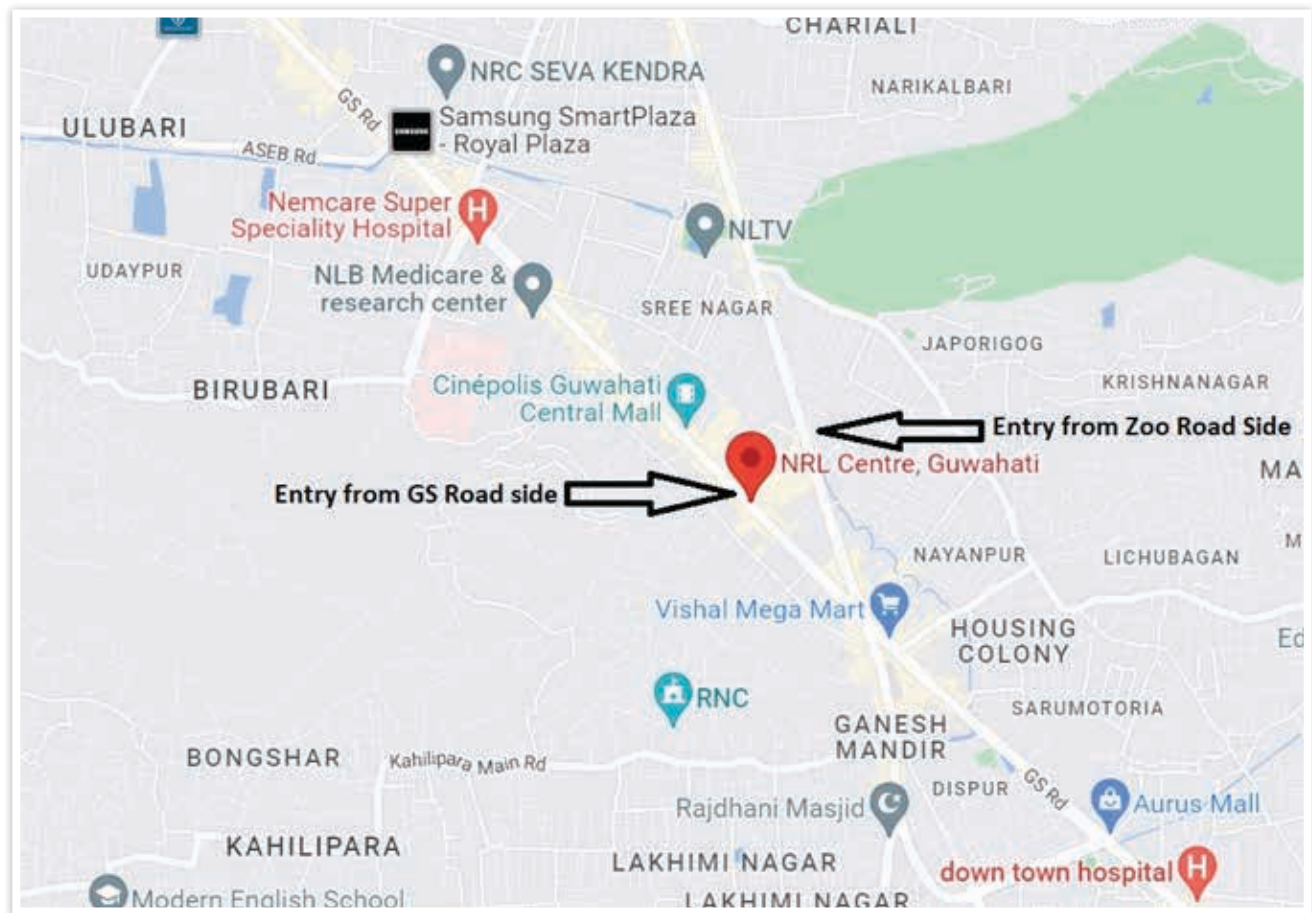 CHARIALI
NRC SEVA KENDRA
NARIKALBARI
GS Rd
Samsung SmartPlaza
- Royal Plaza
ULUBARI
ASEB Rd
Nemcare Super
Speciality Hospital
NLTV
UDAYPUR
NLB Medicare &
research center
SREE NAGAR
JAPORIGOG
BIRUBARI
Cinépolis Guwahati
Central Mall
KRISHNANAGAR
Entry from Zoo Road Side
NRL Centre, Guwahati
MA
Entry from GS Road side
NAYANPUR
LICHUBAGAN
M
Vishal Mega Mart
HOUSING
COLONY
Ed
RNC
SARUMOTORIA
GANESH
MANDIR
BONGSHAR
Kahilipara Main Rd
DISPUR
GS Rd
Rajdhani Masjid
Aurus Mall
KAHILIPARA
LAKHIMI NAGAR
down town hospital
Modern English School
LAKHIMI NAGAR